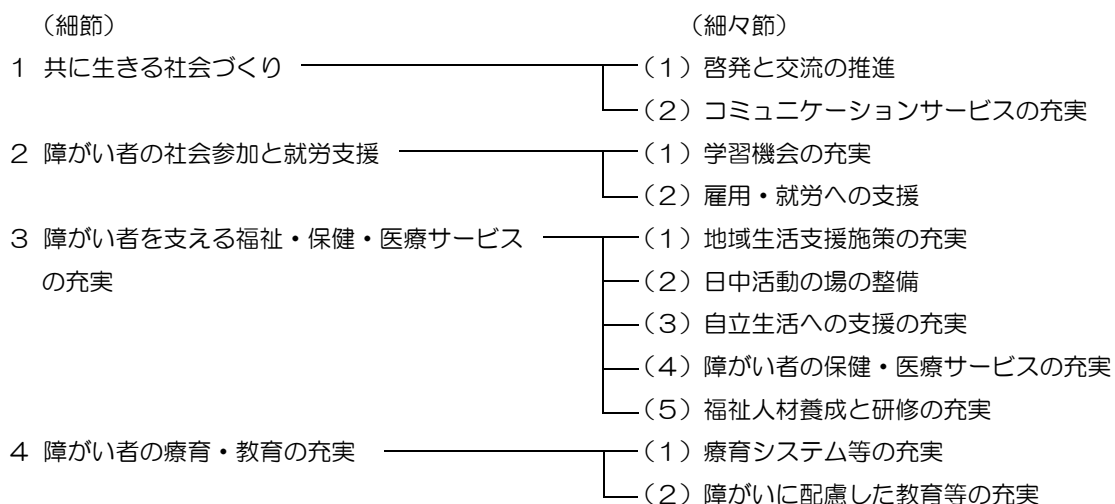 （細節） （細々節）
１ 共に生きる社会づくり （１）啓発と交流の推進
（２）コミュニケーションサービスの充実
２ 障がい者の社会参加と就労支援 （１）学習機会の充実
（２）雇用・就労への支援
３ 障がい者を支える福祉・保健・医療サービス （１）地域生活支援施策の充実
の充実 （２）日中活動の場の整備
（３）自立生活への支援の充実
（４）障がい者の保健・医療サービスの充実
（５）福祉人材養成と研修の充実
４ 障がい者の療育・教育の充実 （１）療育システム等の充実
（２）障がいに配慮した教育等の充実